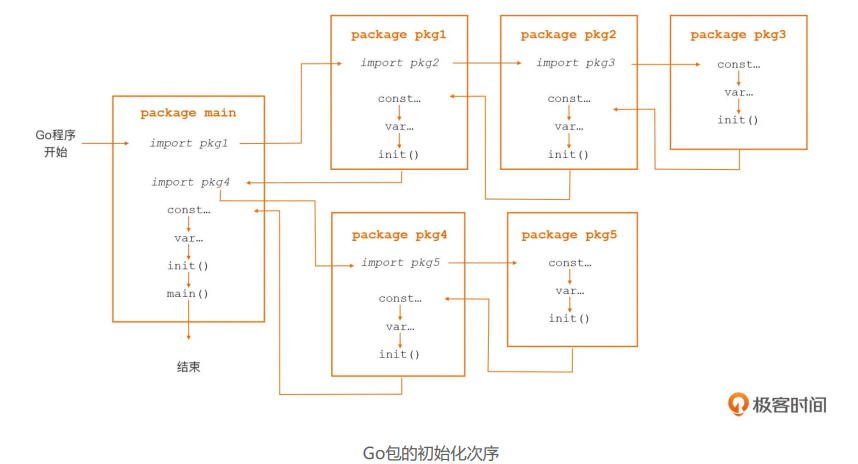 package pkg1
import pkg2
const…
var…
init()
package pkg2
import pkg3
const…
var…
init()
package pkg3
const…
var…
init()
Go程序
开始
package main
import pkg1
import pkg4
const…
var…
init()
main()
结束
package pkg4
import pkg5
const…
var…
init()
package pkg5
const…
var…
init()
极客时间
Go包的初始化次序